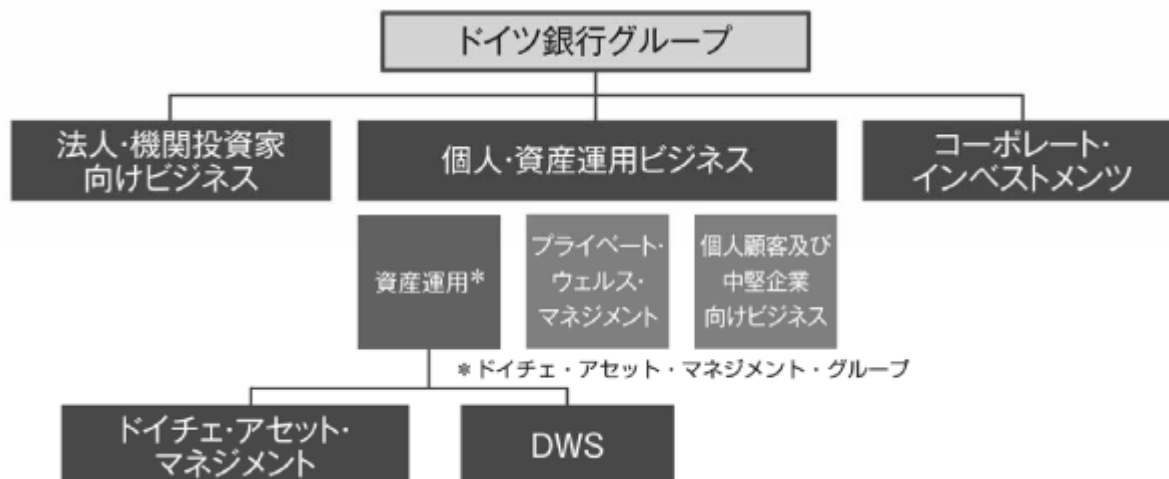 ドイツ銀行グループ
法人・機関投資家
向けビジネス
個人・資産運用ビジネス
コーポレート・
インベストメンツ
資産運用*
プライベート・
ウェルス・
マネジメント
個人顧客及び
中堅企業
向けビジネス
*ドイチェ・アセット・マネジメント・グループ
ドイチェ・アセット・
マネジメント
DWS